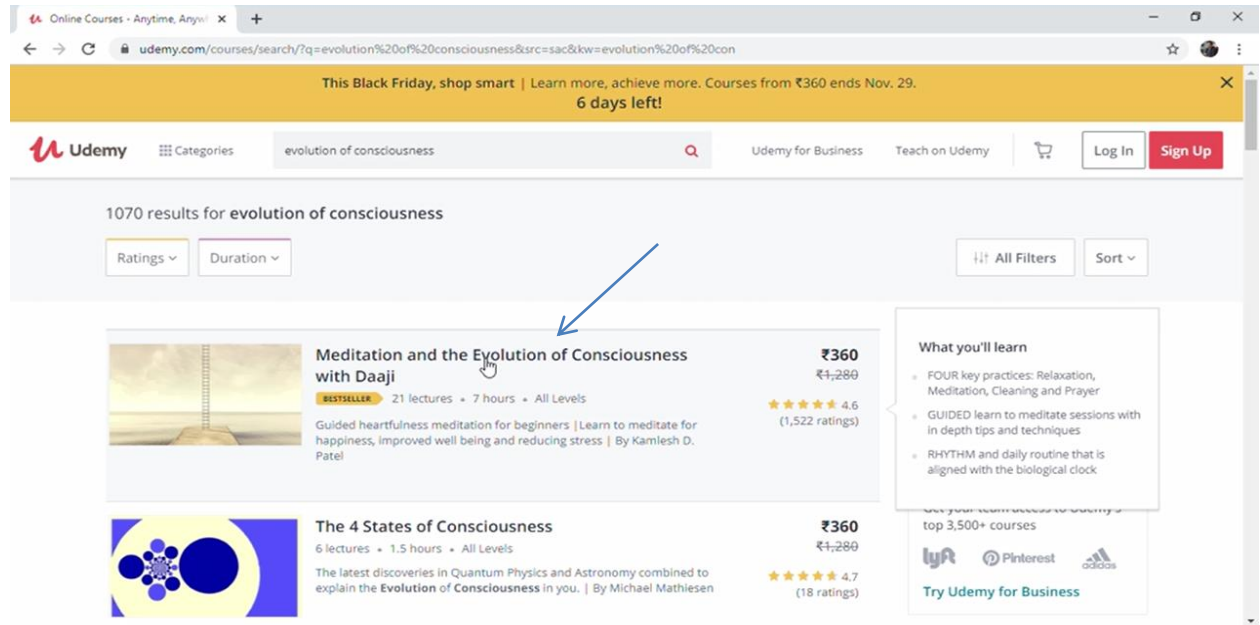 Online Courses - Anytime, Anyw
udemy.com/courses/search/?q=evolution%20of%20consciousness&src=sac&kw=evolution%20of%20con
This Black Friday, shop smart | Learn more, achieve more. Courses from ₹360 ends Nov. 29.
6 days left!
Udemy
Categories
evolution of consciousness
Udemy for Business
Teach on Udemy
Log In
Sign Up
1070 results for evolution of consciousness
Ratings
Duration
All Filters
Sort
Meditation and the Evolution of Consciousness
with Daaji
BESTSELLER 21 lectures • 7 hours • All Levels
Guided heartfulness meditation for beginners |Learn to meditate for
happiness, improved well being and reducing stress | By Kamlesh D.
Patel
₹360
₹1,280
4.6
(1,522 ratings)
What you'll learn
FOUR key practices: Relaxation,
Meditation, Cleaning and Prayer
GUIDED learn to meditate sessions with
in depth tips and techniques
RHYTHM and daily routine that is
aligned with the biological clock
The 4 States of Consciousness
6 lectures • 1.5 hours • All Levels
The latest discoveries in Quantum Physics and Astronomy combined to
explain the Evolution of Consciousness in you. | By Michael Mathiesen
₹360
₹1,280
4.7
(18 ratings)
Get your team access to Udemy's
top 3,500+ courses
lyft
Pinterest
adidas
Try Udemy for Business